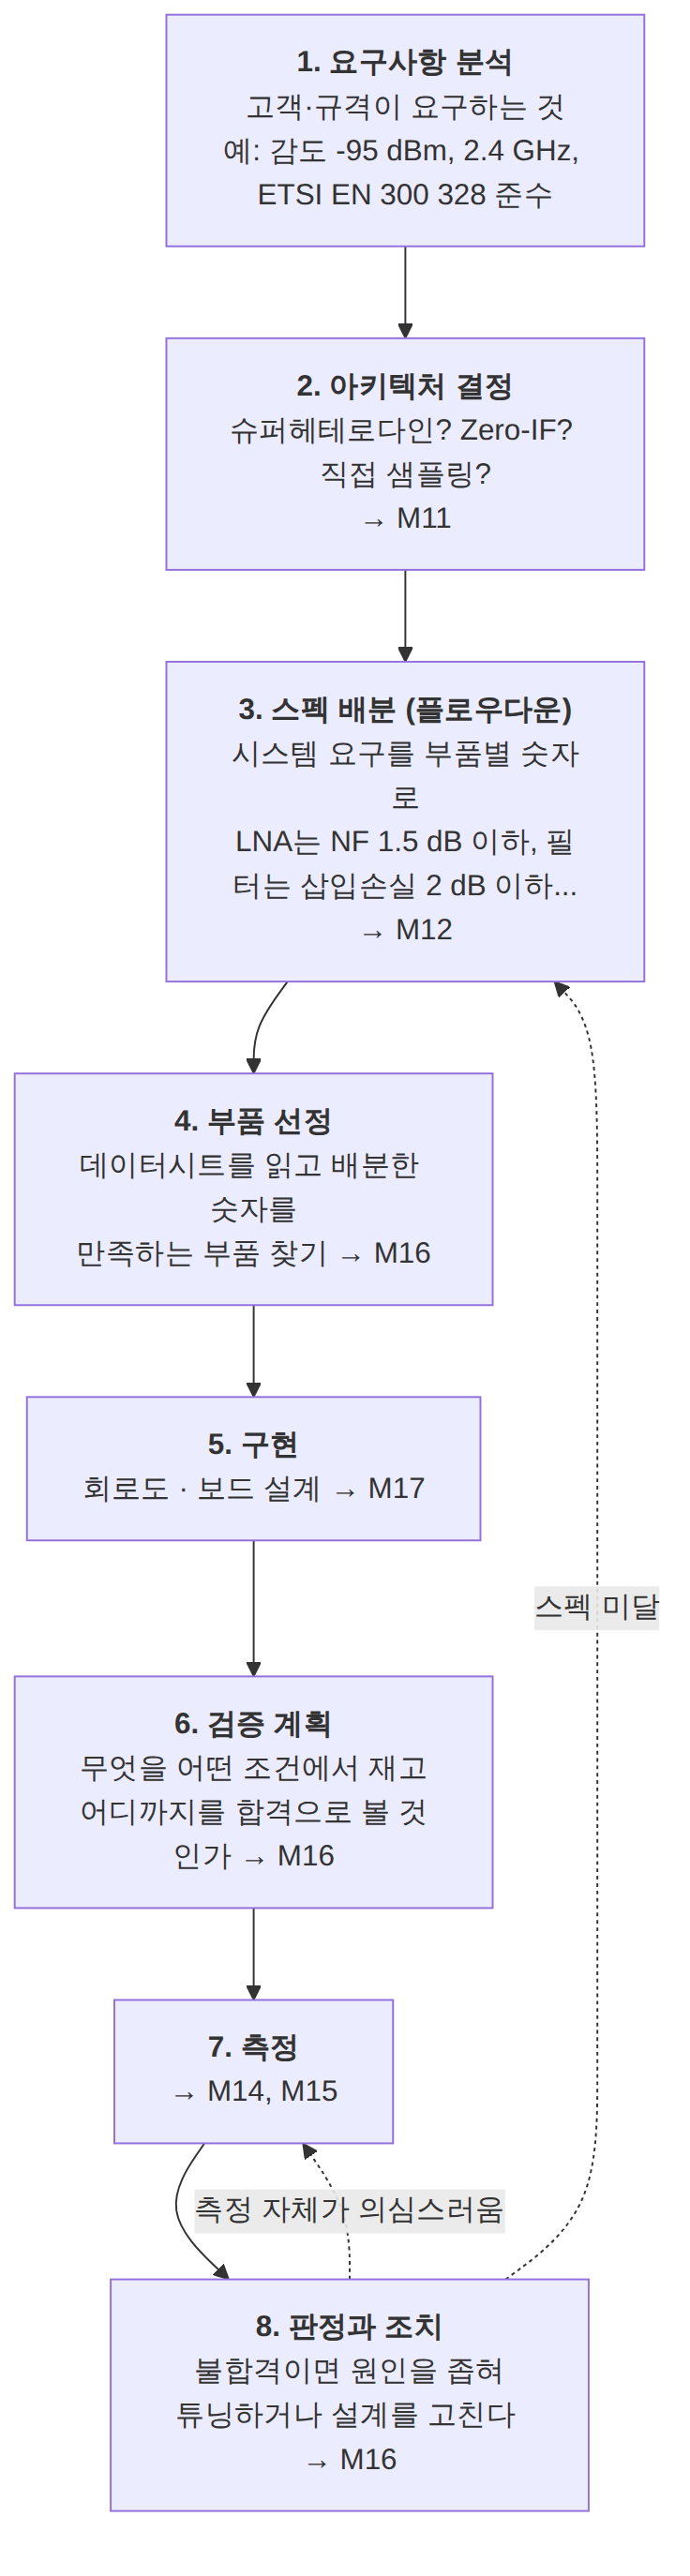 1. 요구사항 분석
고객·규격이 요구하는 것
예: 감도 -95 dBm, 2.4 GHz,
ETSI EN 300 328 준수
2. 아키텍처 결정
슈퍼헤테로다인? Zero-IF?
직접 샘플링?
→ M11
3. 스펙 배분 (플로우다운)
시스템 요구를 부품별 숫자
로
LNA는 NF 1.5 dB 이하, 필
터는 삽입손실 2 dB 이하...
→ M12
4. 부품 선정
데이터시트를 읽고 배분한
숫자를
만족하는 부품 찾기 → M16
5. 구현
회로도 · 보드 설계 → M17
스펙 미달
6. 검증 계획
무엇을 어떤 조건에서 재고
어디까지를 합격으로 볼 것
인가 → M16
7. 측정
→ M14, M15
측정 자체가 의심스러움
8. 판정과 조치
불합격이면 원인을 좁혀
튜닝하거나 설계를 고친다
→ M16